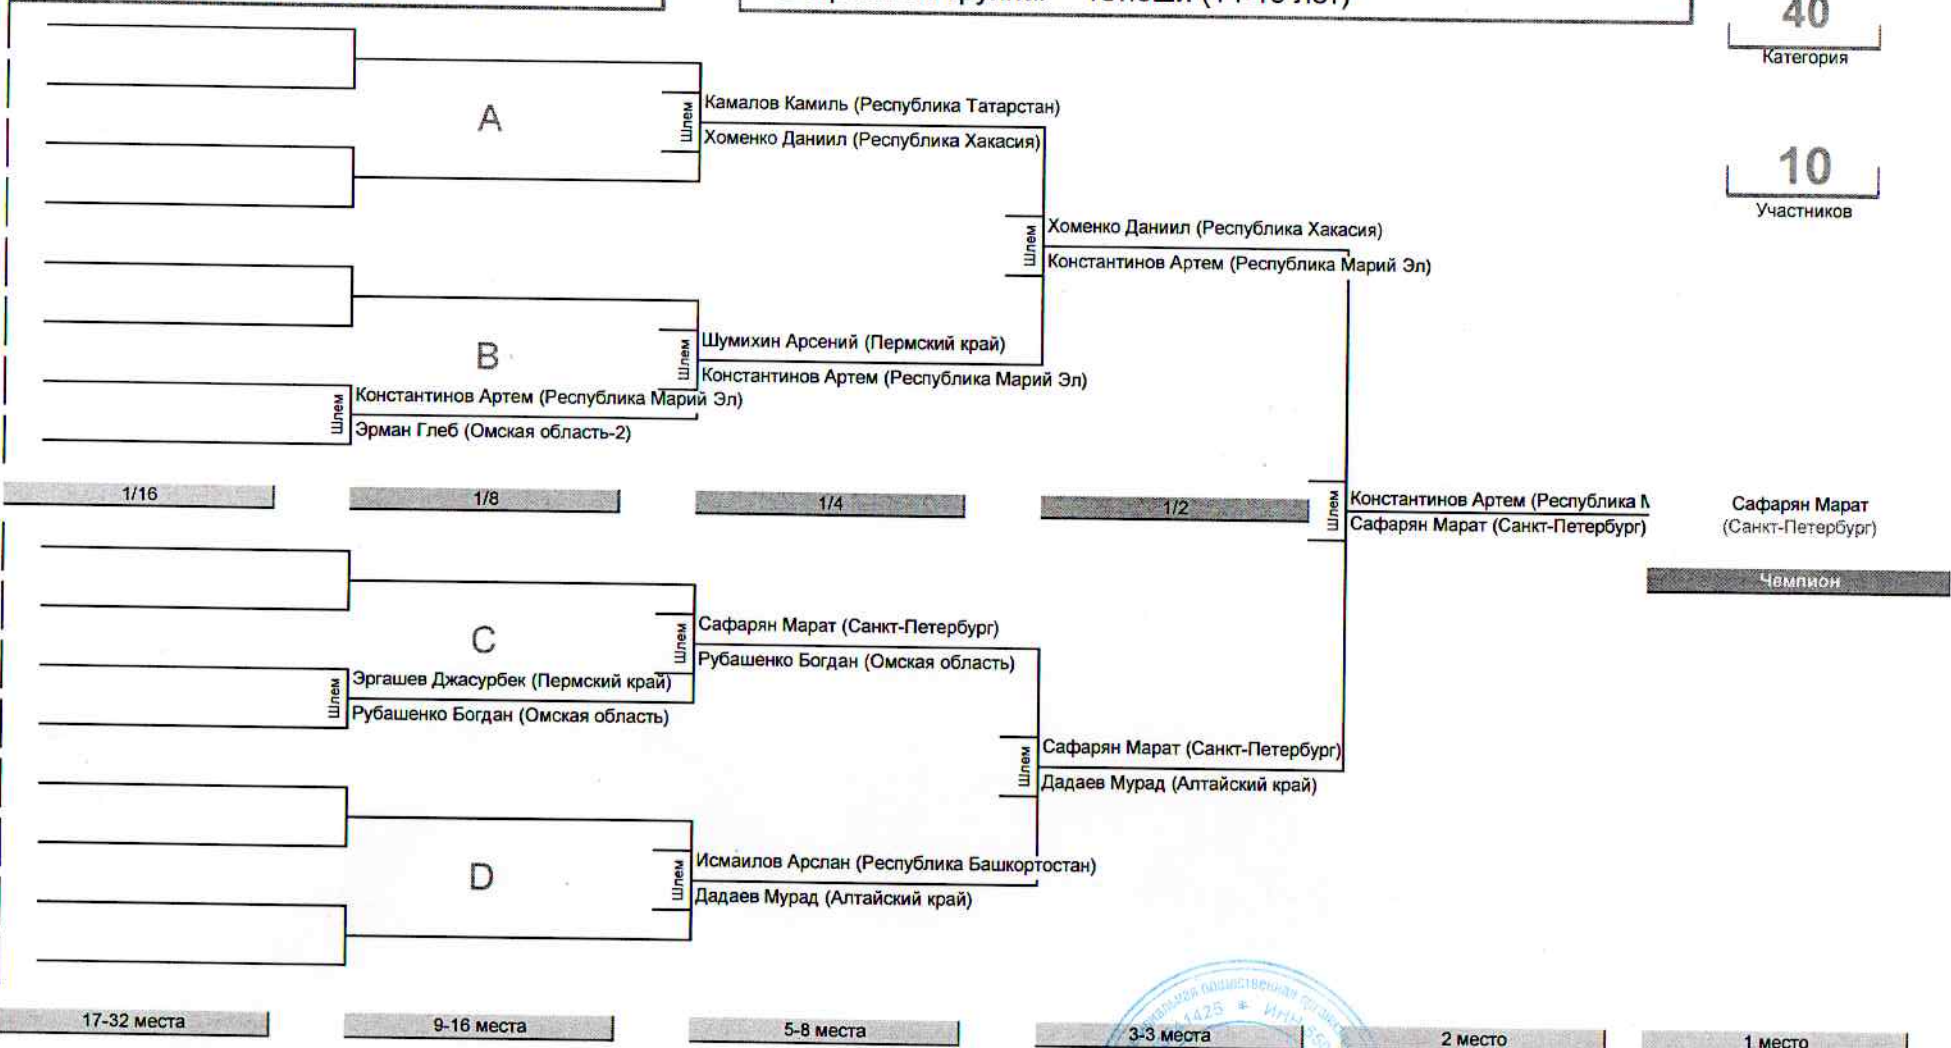 40
Категория
10
Участников
A
Шлем
Камалов Камиль (Республика Татарстан)
Хоменко Даниил (Республика Хакасия)
Шлем
Хоменко Даниил (Республика Хакасия)
Константинов Артем (Республика Марий Эл)
B
Шлем
Шумихин Арсений (Пермский край)
Константинов Артем (Республика Марий Эл)
Шлем
Константинов Артем (Республика Марий Эл)
Эрман Глеб (Омская область-2)
1/16
1/8
1/4
1/2
Шлем
Константинов Артем (Республика
Сафарян Марат (Санкт-Петербург)
Сафарян Марат
(Санкт-Петербург)
Чемпион
C
Шлем
Сафарян Марат (Санкт-Петербург)
Рубашенко Богдан (Омская область)
Шлем
Эргашев Джасурбек (Пермский край)
Рубашенко Богдан (Омская область)
Шлем
Сафарян Марат (Санкт-Петербург)
Дадаев Мурад (Алтайский край)
D
Шлем
Исмаилов Арслан (Республика Башкортостан)
Дадаев Мурад (Алтайский край)
17-32 места
9-16 места
5-8 места
3-3 места
2 место
1 место